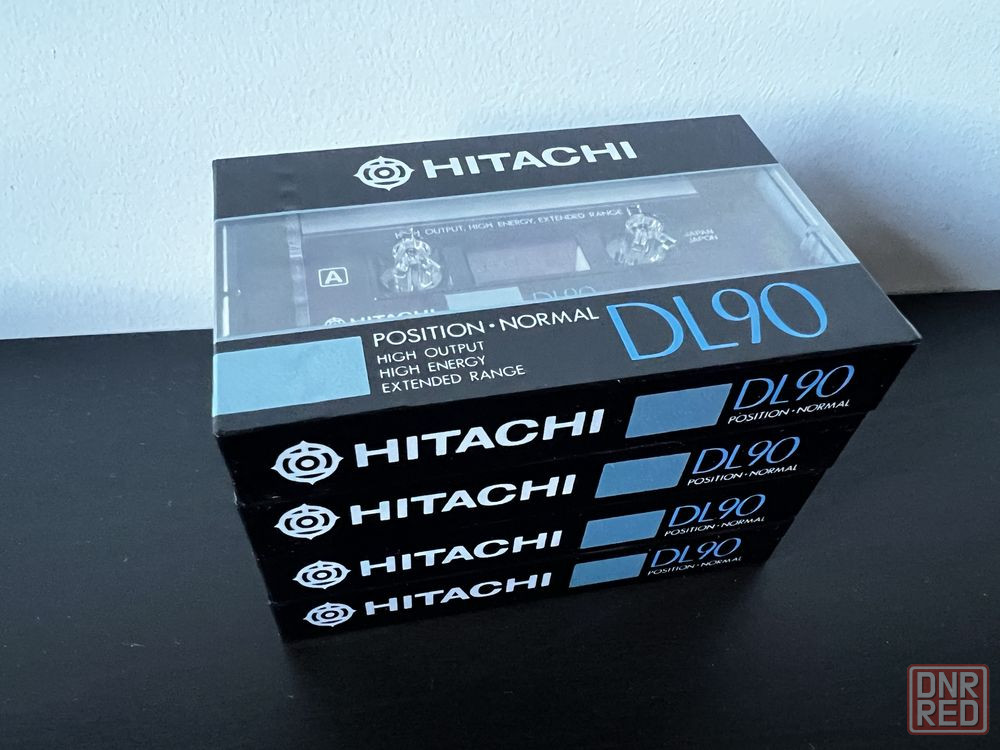 HITACHI
HIGH OUTPUT, HIGH ENERGY, EXTENDED RANGE
JAPAN
JAPON
A
DL90
HITACHI
POSITION•NORMAL
HIGH OUTPUT
HIGH ENERGY
EXTENDED RANGE
DL90
HITACHI
DL90
POSITION•NORMAL
HITACHI
DL90
POSITION•NORMAL
HITACHI
DL90
POSITION•NORMAL
HITACHI
DL90
POSITION•NORMAL
DNR
RED